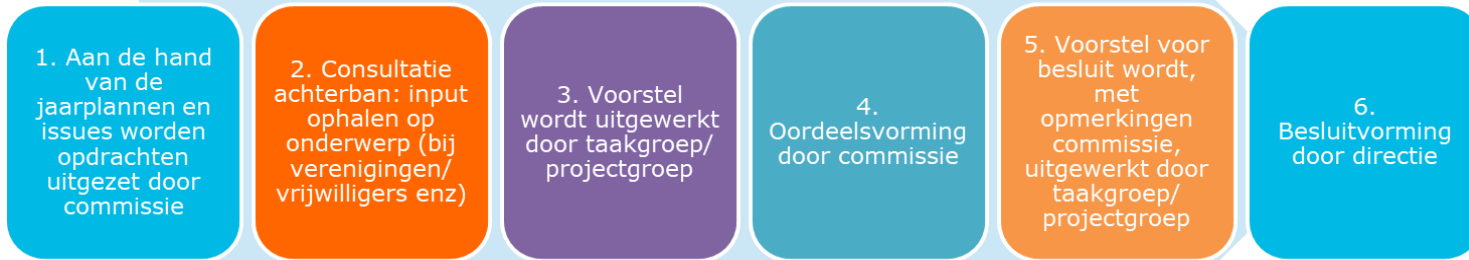 1. Aan de hand
van de
jaarplannen en
issues worden
opdrachten
uitgezet door
commissie
2. Consultatie
achterban: input
ophalen op
onderwerp (bij
verenigingen/
vrijwilligers enz)
3. Voorstel
wordt uitgewerkt
door taakgroep/
projectgroep
4.
Oordeelsvorming
door commissie
5. Voorstel voor
besluit wordt,
met
opmerkingen
commissie,
uitgewerkt door
taakgroep/
projectgroep
6.
Besluitvorming
door directie